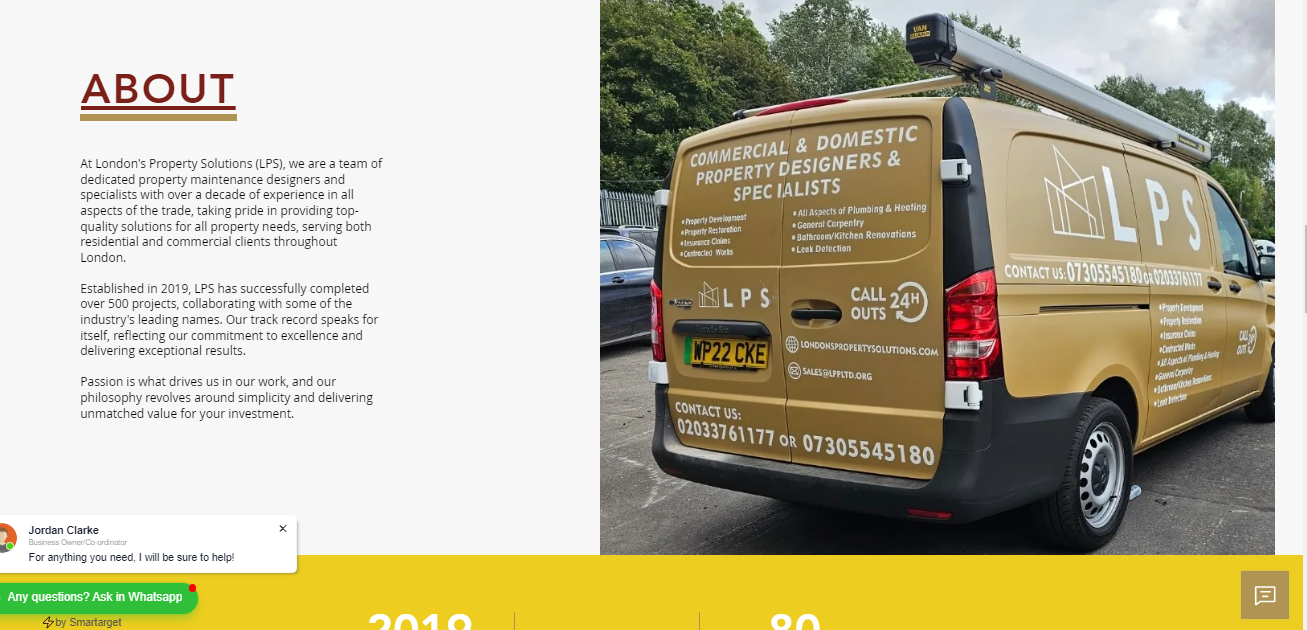 ABOUT
At London's Property Solutions (LPS), we are a team of
dedicated property maintenance designers and
specialists with over a decade of experience in all
aspects of the trade, taking pride in providing top-
quality solutions for all property needs, serving both
residential and commercial clients throughout
London.
Established in 2019, LPS has successfully completed
over 500 projects, collaborating with some of the
industry's leading names. Our track record speaks for
itself, reflecting our commitment to excellence and
delivering exceptional results.
Passion is what drives us in our work, and our
philosophy revolves around simplicity and delivering
unmatched value for your investment.
VAN
COMMERCIAL & DOMESTIC
PROPERTY DESIGNERS &
SPECIALISTS
•Property Development
•Property Restoration
•Insurance Claims
•Contracted Works
•All Aspects of Plumbing & Heating
•General Carpentry
•Bathroom/Kitchen Renovations
•Leak Detection
LPS
CALL 24H
OUTS
WP22 CKE
LONDONSPROPERTYSOLUTIONS.COM
SALES@LPPLTD.ORG
CONTACT US:
02033761177 OR 07305545180
LPS
CONTACT US: 07305545180 OR 02033761177
•Property Development
•Property Restoration
•Insurance Claims
•Contracted Works
•All Aspects of Plumbing & Heating
•General Carpentry
•Bathroom/Kitchen Renovations
•Leak Detection
CALL 24H
OUTS
Jordan Clarke
Business Owner/Co-ordinator
For anything you need, I will be sure to help!
Any questions? Ask in Whatsapp
by Smartarget
2019
80